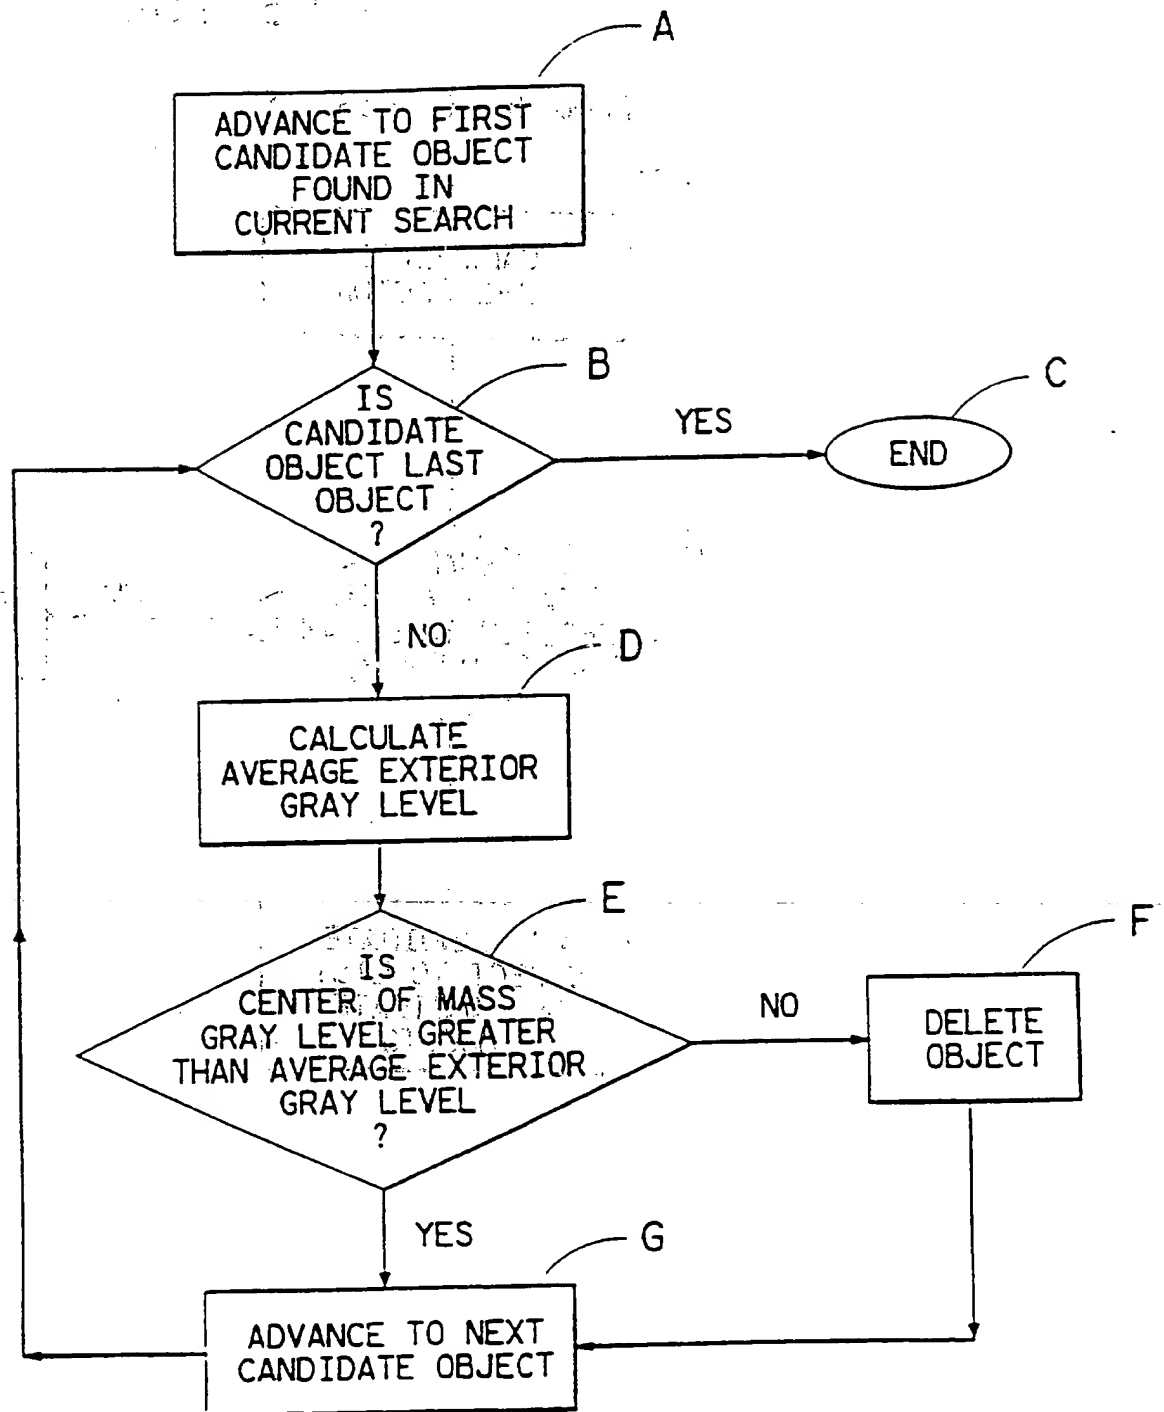 A
ADVANCE TO FIRST
CANDIDATE OBJECT
FOUND IN
CURRENT SEARCH
B
IS
CANDIDATE
OBJECT LAST
OBJECT
?
YES
C
END
NO
D
CALCULATE
AVERAGE EXTERIOR
GRAY LEVEL
E
IS
CENTER OF MASS
GRAY LEVEL GREATER
THAN AVERAGE EXTERIOR
GRAY LEVEL
?
NO
F
DELETE
OBJECT
YES
G
ADVANCE TO NEXT
CANDIDATE OBJECT